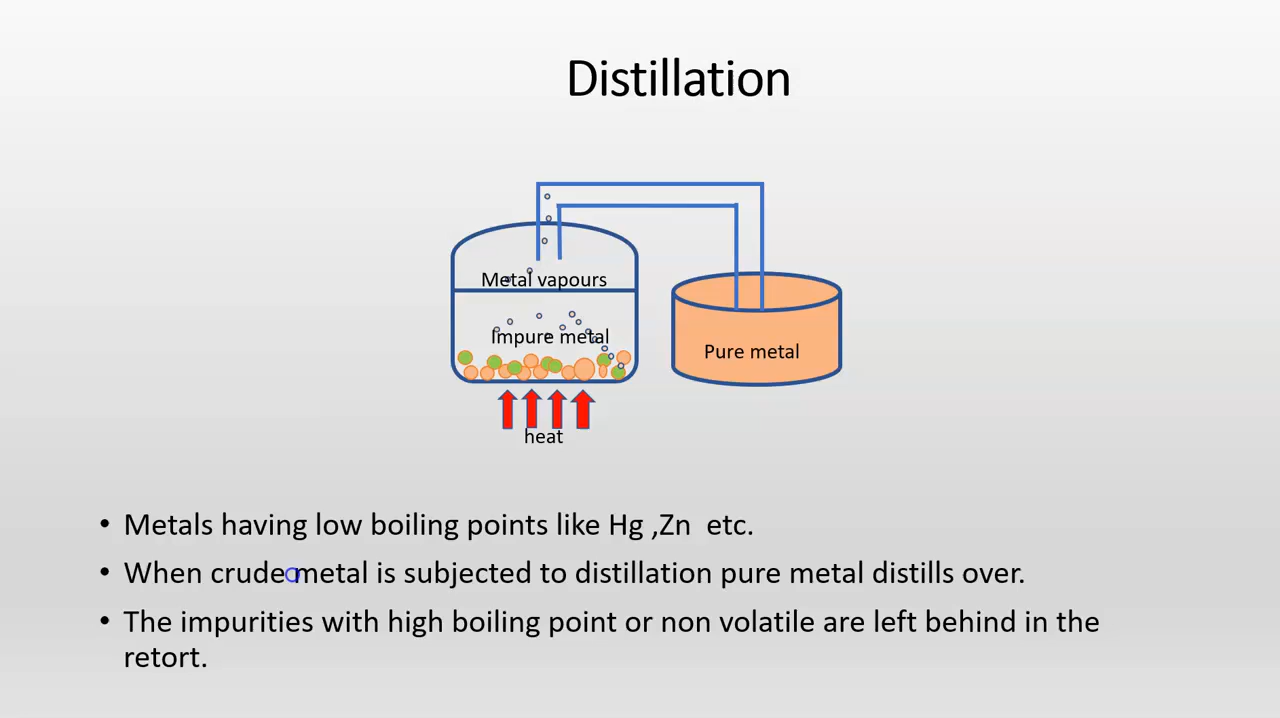 Distillation
Metal vapours
Impure metal
Pure metal
heat
• Metals having low boiling points like Hg ,Zn  etc.
• When crude metal is subjected to distillation pure metal distills over.
• The impurities with high boiling point or non volatile are left behind in the
retort.